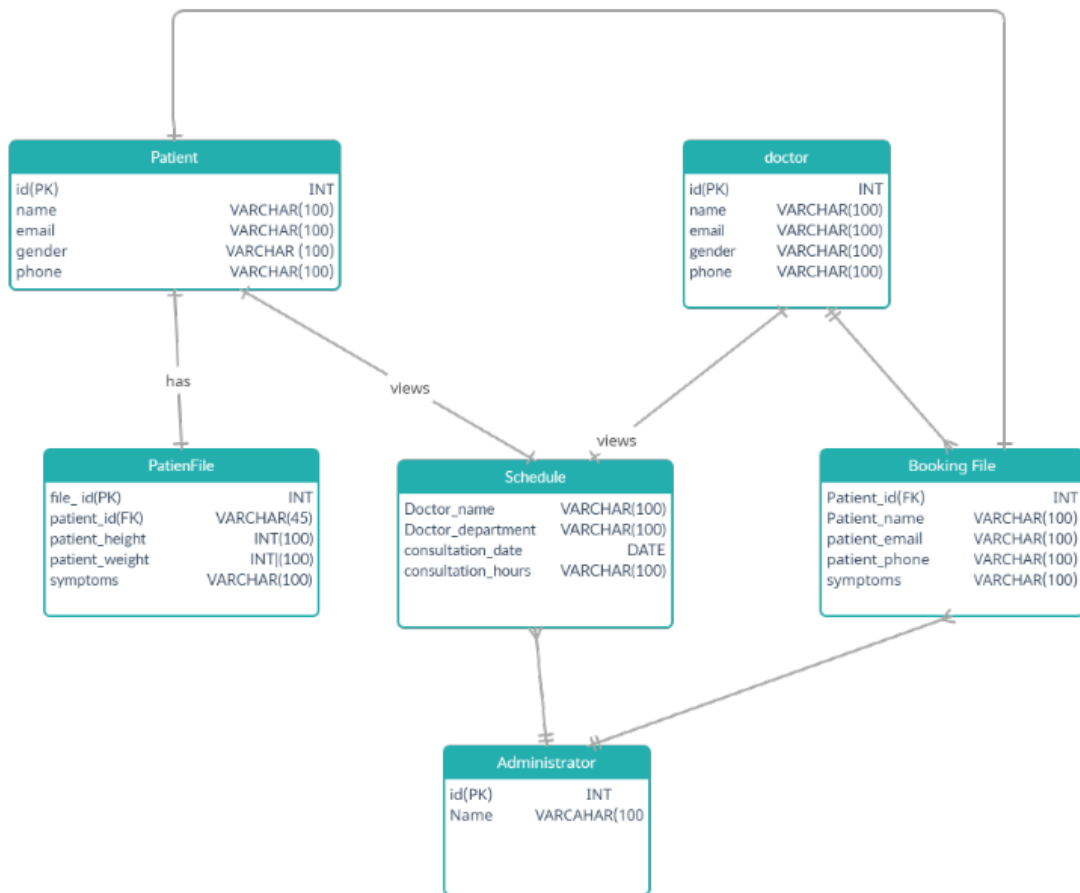 Patient
id(PK) INT
name VARCHAR(100)
email VARCHAR(100)
gender VARCHAR (100)
phone VARCHAR(100)
doctor
id(PK) INT
name VARCHAR(100)
email VARCHAR(100)
gender VARCHAR(100)
phone VARCHAR(100)
has
views
views
PatienFile
file_ id(PK) INT
patient_id(FK) VARCHAR(45)
patient_height INT(100)
patient_weight INT|(100)
symptoms VARCHAR(100)
Schedule
Doctor_name VARCHAR(100)
Doctor_department VARCHAR(100)
consultation_date DATE
consultation_hours VARCHAR(100)
Booking File
Patient_id(FK) INT
Patient_name VARCHAR(100)
patient_email VARCHAR(100)
patient_phone VARCHAR(100)
symptoms VARCHAR(100)
Administrator
id(PK) INT
Name VARCAHAR(100